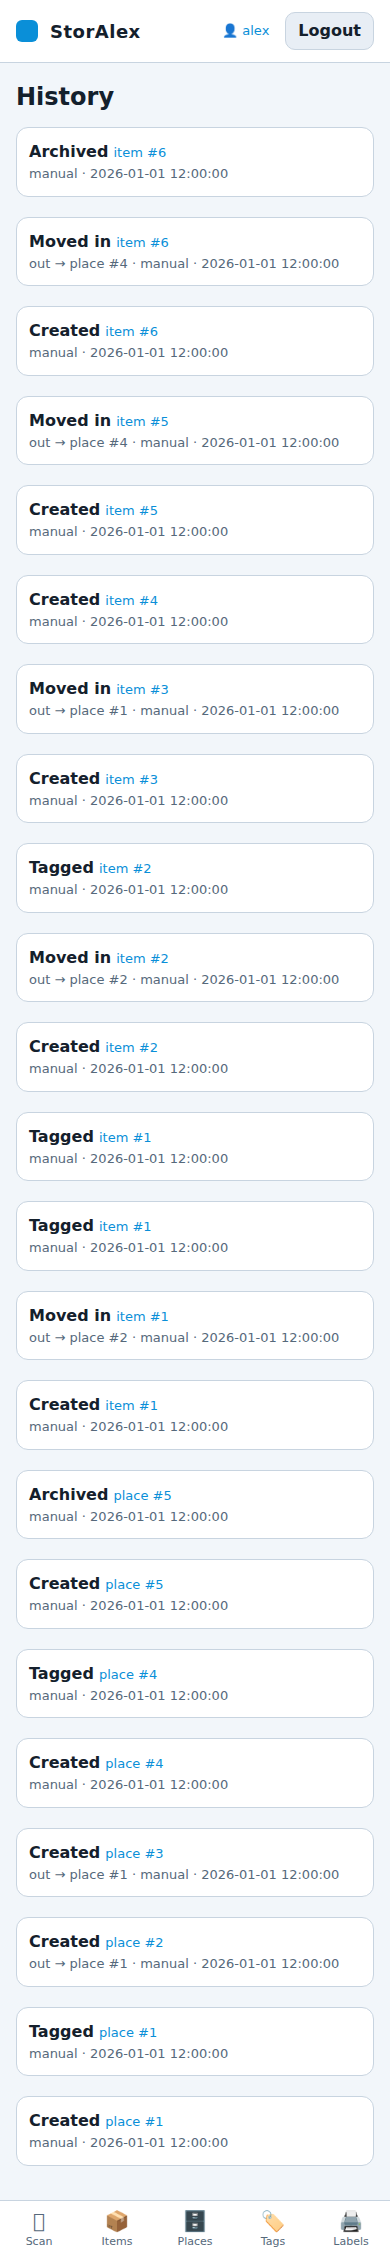 StorAlex
👤 alex
Logout
History
Archived item #6
manual · 2026-01-01 12:00:00
Moved in item #6
out → place #4 · manual · 2026-01-01 12:00:00
Created item #6
manual · 2026-01-01 12:00:00
Moved in item #5
out → place #4 · manual · 2026-01-01 12:00:00
Created item #5
manual · 2026-01-01 12:00:00
Created item #4
manual · 2026-01-01 12:00:00
Moved in item #3
out → place #1 · manual · 2026-01-01 12:00:00
Created item #3
manual · 2026-01-01 12:00:00
Tagged item #2
manual · 2026-01-01 12:00:00
Moved in item #2
out → place #2 · manual · 2026-01-01 12:00:00
Created item #2
manual · 2026-01-01 12:00:00
Tagged item #1
manual · 2026-01-01 12:00:00
Tagged item #1
manual · 2026-01-01 12:00:00
Moved in item #1
out → place #2 · manual · 2026-01-01 12:00:00
Created item #1
manual · 2026-01-01 12:00:00
Archived place #5
manual · 2026-01-01 12:00:00
Created place #5
manual · 2026-01-01 12:00:00
Tagged place #4
manual · 2026-01-01 12:00:00
Created place #4
manual · 2026-01-01 12:00:00
Created place #3
out → place #1 · manual · 2026-01-01 12:00:00
Created place #2
out → place #1 · manual · 2026-01-01 12:00:00
Tagged place #1
manual · 2026-01-01 12:00:00
Created place #1
manual · 2026-01-01 12:00:00
Scan
Items
Places
Tags
Labels